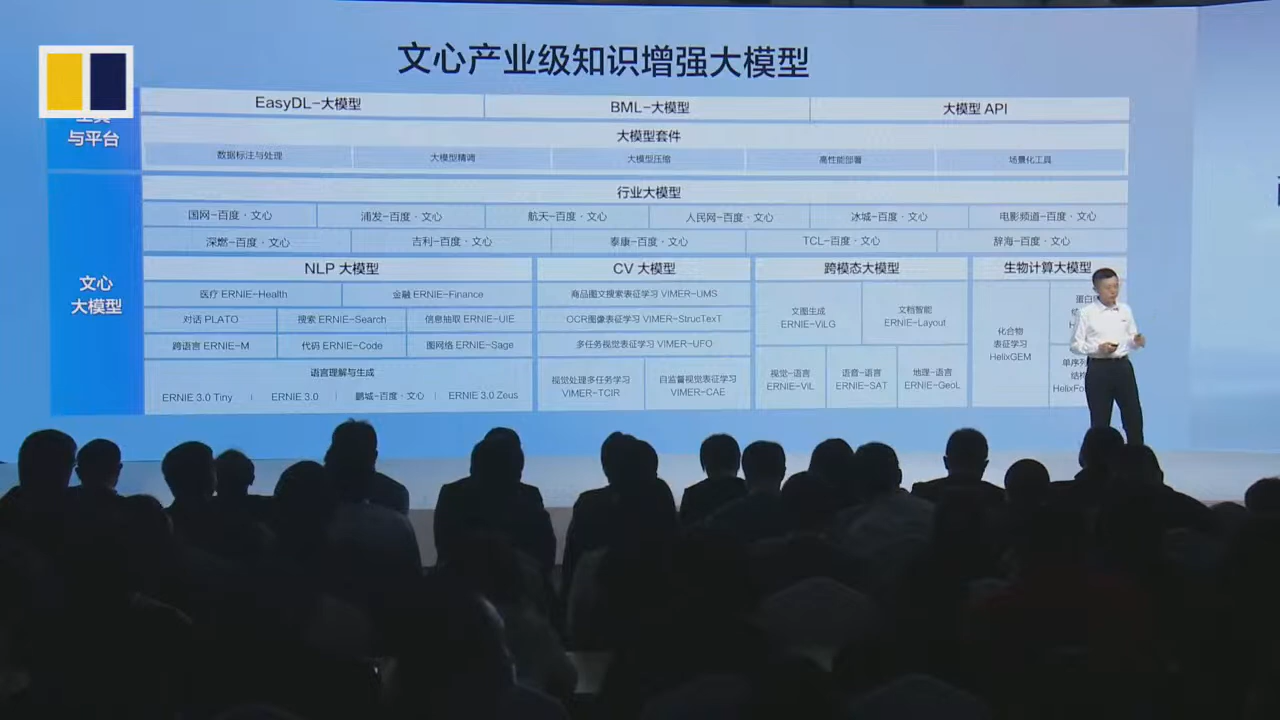 文心产业级知识增强大模型
与平台
EasyDL-大模型 BML-大模型 大模型 API
大模型套件
数据标注与处理 大模型精调 大模型压缩 高性能部署 场景化工具
文心
大模型
行业大模型
国网-百度·文心 浦发-百度·文心 航天-百度·文心 人民网-百度·文心 冰城-百度·文心 电影频道-百度·文心
深燃-百度·文心 吉利-百度·文心 泰康-百度·文心 TCL-百度·文心 辞海-百度·文心
NLP 大模型
医疗 ERNIE-Health 金融 ERNIE-Finance
对话 PLATO 搜索 ERNIE-Search 信息抽取 ERNIE-UIE
跨语言 ERNIE-M 代码 ERNIE-Code 图网络 ERNIE-Sage
语言理解与生成
ERNIE 3.0 Tiny ERNIE 3.0 鹏城-百度·文心 ERNIE 3.0 Zeus
CV 大模型
商品图文搜索表征学习 VIMER-UMS
OCR图像表征学习 VIMER-StrucTexT
多任务视觉表征学习 VIMER-UFO
视觉处理多任务学习
VIMER-TCIR
自监督视觉表征学习
VIMER-CAE
跨模态大模型
文图生成
ERNIE-ViLG
文档智能
ERNIE-Layout
视觉-语言
ERNIE-ViL
语音-语言
ERNIE-SAT
地理-语言
ERNIE-GeoL
生物计算大模型
化合物
表征学习
HelixGEM
单序列